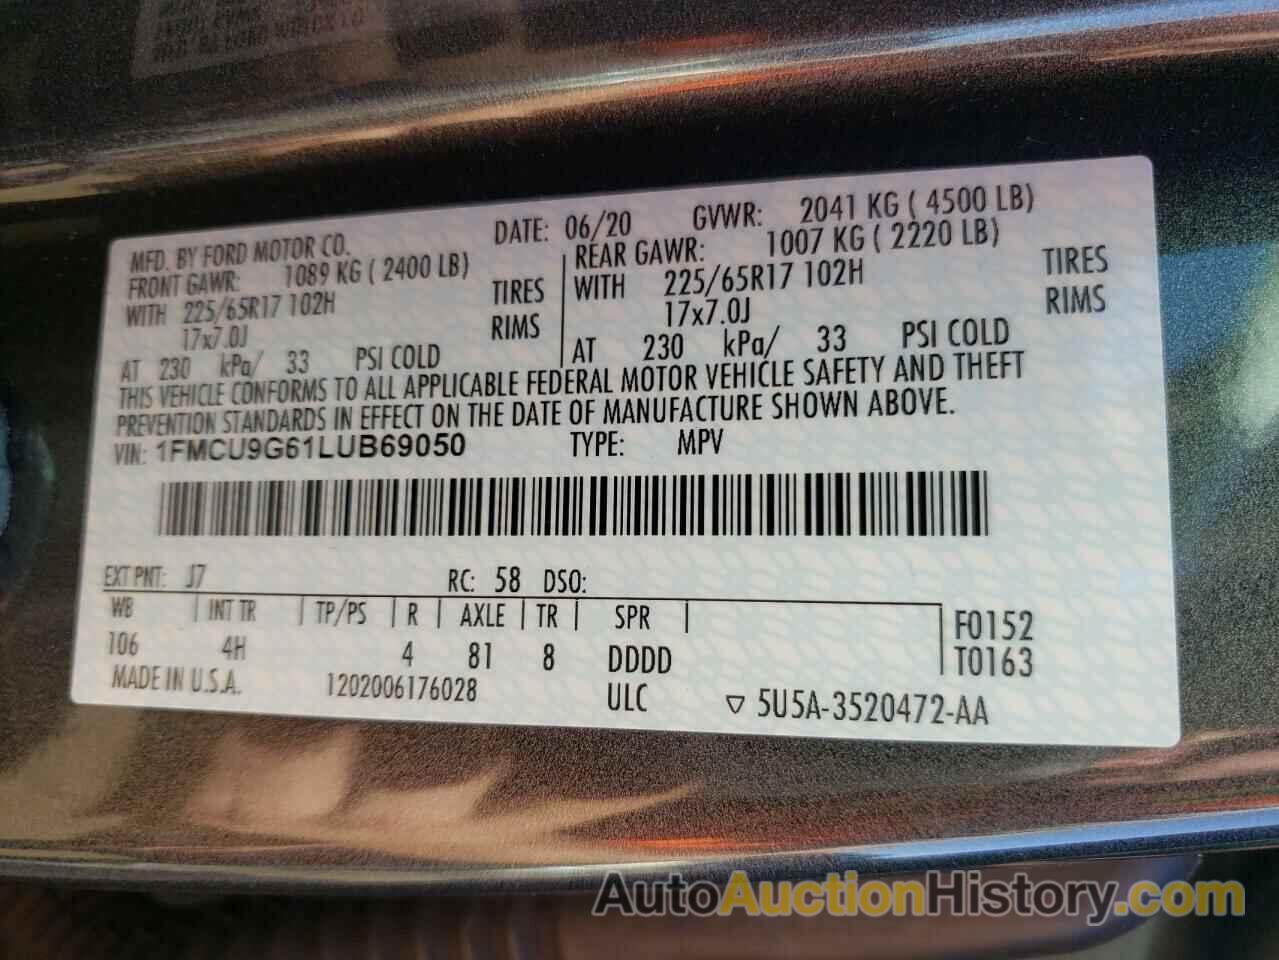 MFD. BY FORD MOTOR CO. DATE: 06/20 GVWR: 2041 KG ( 4500 LB)
FRONT GAWR: 1089 KG ( 2400 LB) REAR GAWR: 1007 KG ( 2220 LB)
WITH 225/65R17 102H TIRES WITH 225/65R17 102H TIRES
17x7.0J RIMS 17x7.0J RIMS
AT 230 kPa/ 33 PSI COLD AT 230 kPa/ 33 PSI COLD
THIS VEHICLE CONFORMS TO ALL APPLICABLE FEDERAL MOTOR VEHICLE SAFETY AND THEFT
PREVENTION STANDARDS IN EFFECT ON THE DATE OF MANUFACTURE SHOWN ABOVE.
VIN: 1FMCU9G61LUB69050 TYPE: MPV
EXT PNT: J7 RC: 58 DSO:
WB INT TR TP/PS R AXLE TR SPR F0152
106 4H 4 81 8 DDDD T0163
MADE IN U.S.A. 1202006176028 ULC ▽ 5U5A-3520472-AA
AutoAuctionHistory.com